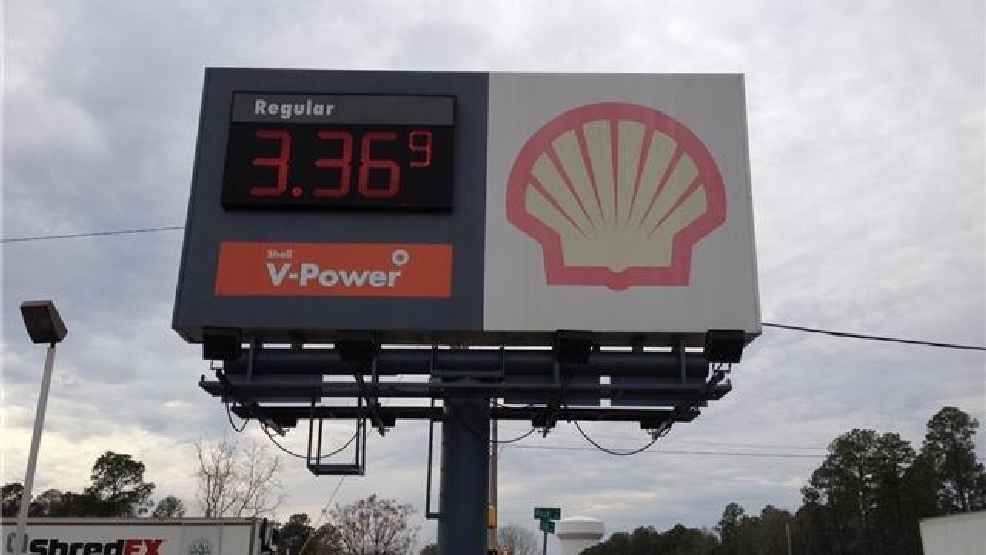 Regular
3.36 9
Shell
V-Power
ShredEX